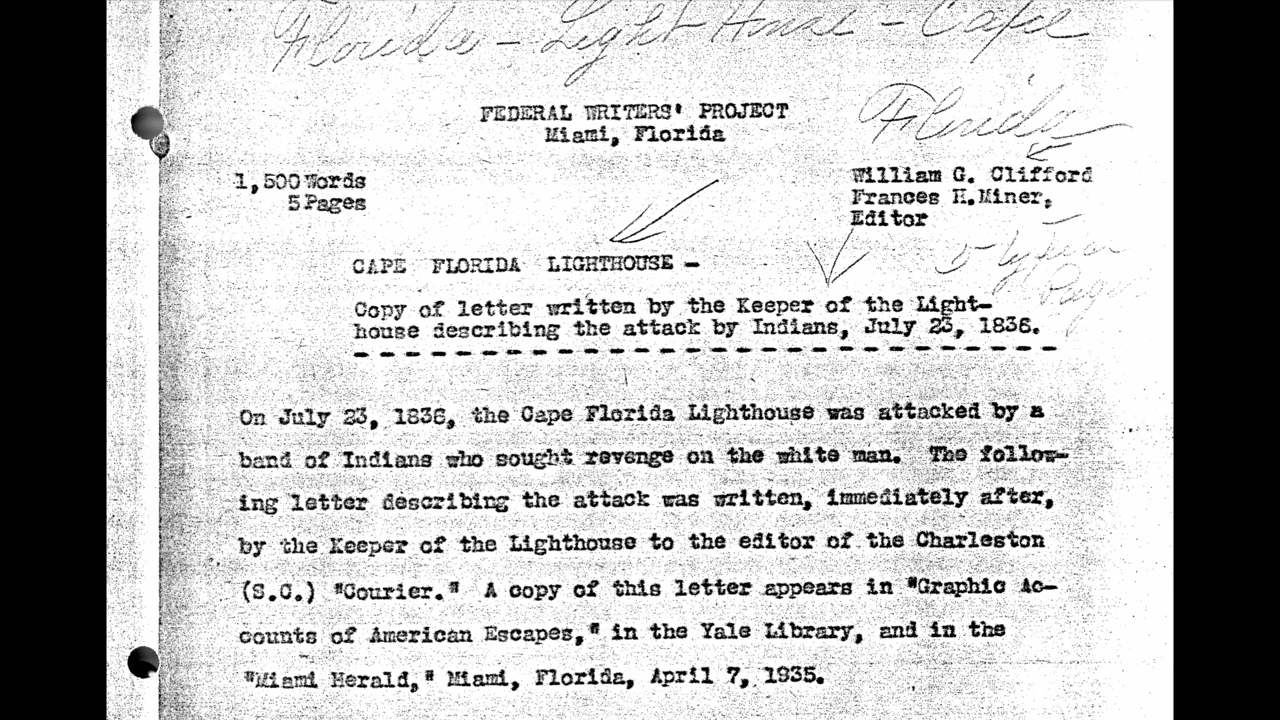 Florida - Light House - Cape
Florida
FEDERAL WRITERS' PROJECT
Miami, Florida
1,500 Words
5 Pages
William G. Clifford
Frances H. Miner,
Editor
5
CAPE FLORIDA LIGHTHOUSE -
Copy of letter written by the Keeper of the Light-
house describing the attack by Indians, July 23, 1836.
On July 23, 1836, the Cape Florida Lighthouse was attacked by a
band of Indians who sought revenge on the white man. The follow-
ing letter describing the attack was written, immediately after,
by the Keeper of the Lighthouse to the editor of the Charleston
(S.C.) "Courier." A copy of this letter appears in "Graphic Ac-
counts of American Escapes," in the Yale Library, and in the
"Miami Herald," Miami, Florida, April 7, 1935.